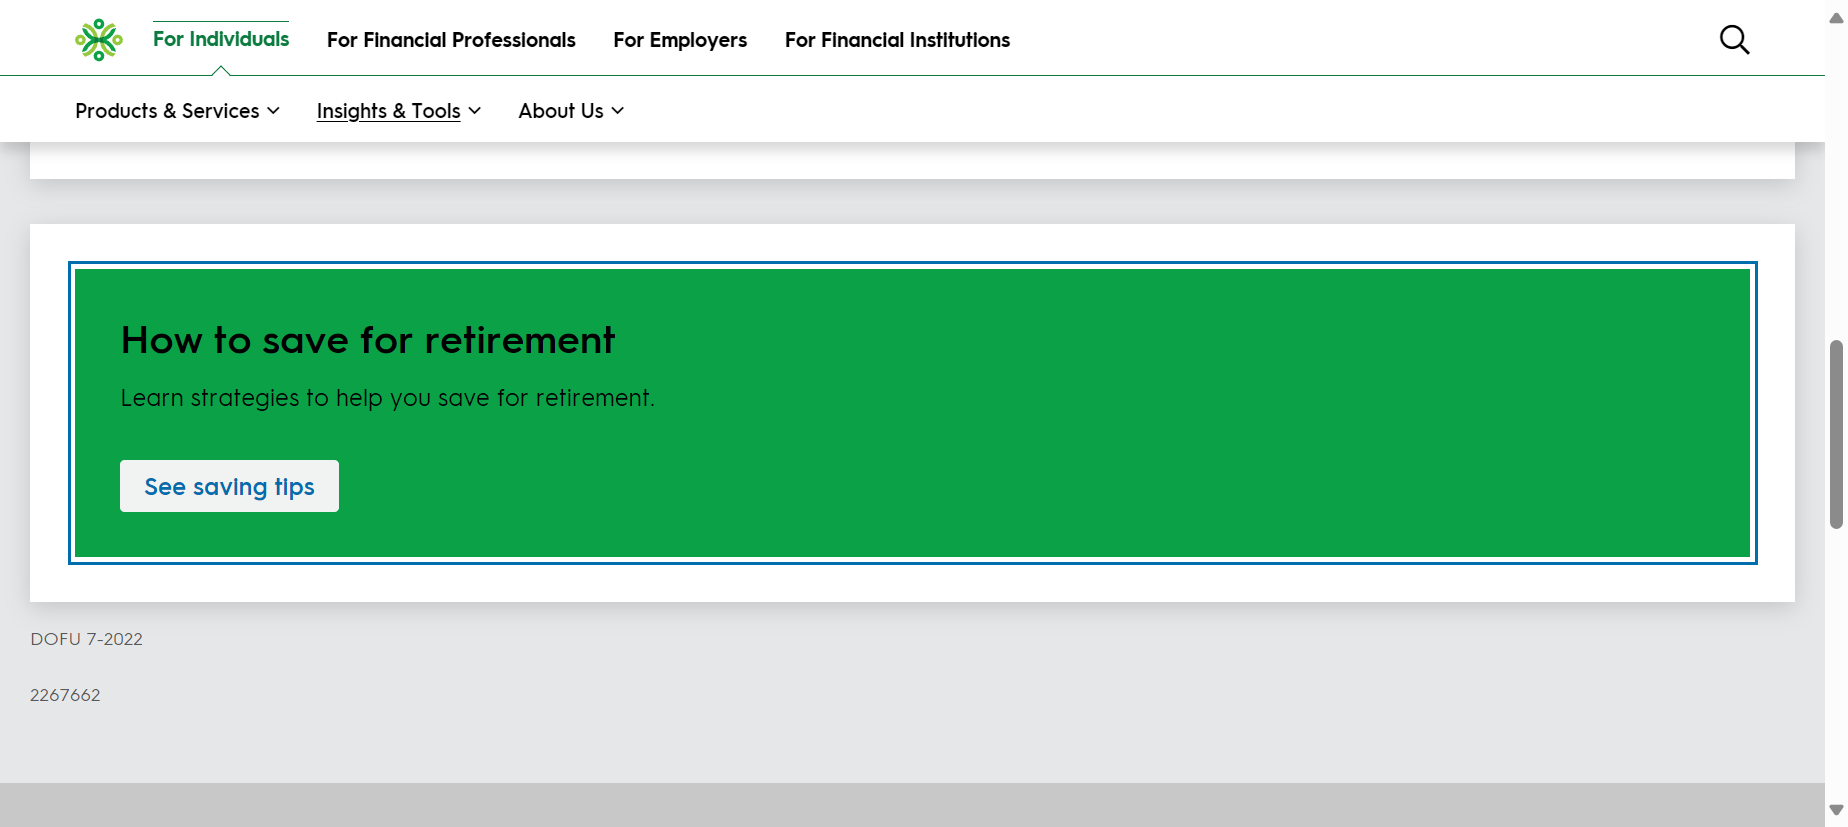 For Individuals For Financial Professionals For Employers For Financial Institutions
Products & Services Insights & Tools About Us
How to save for retirement
Learn strategies to help you save for retirement.
See saving tips
DOFU 7-2022
2267662